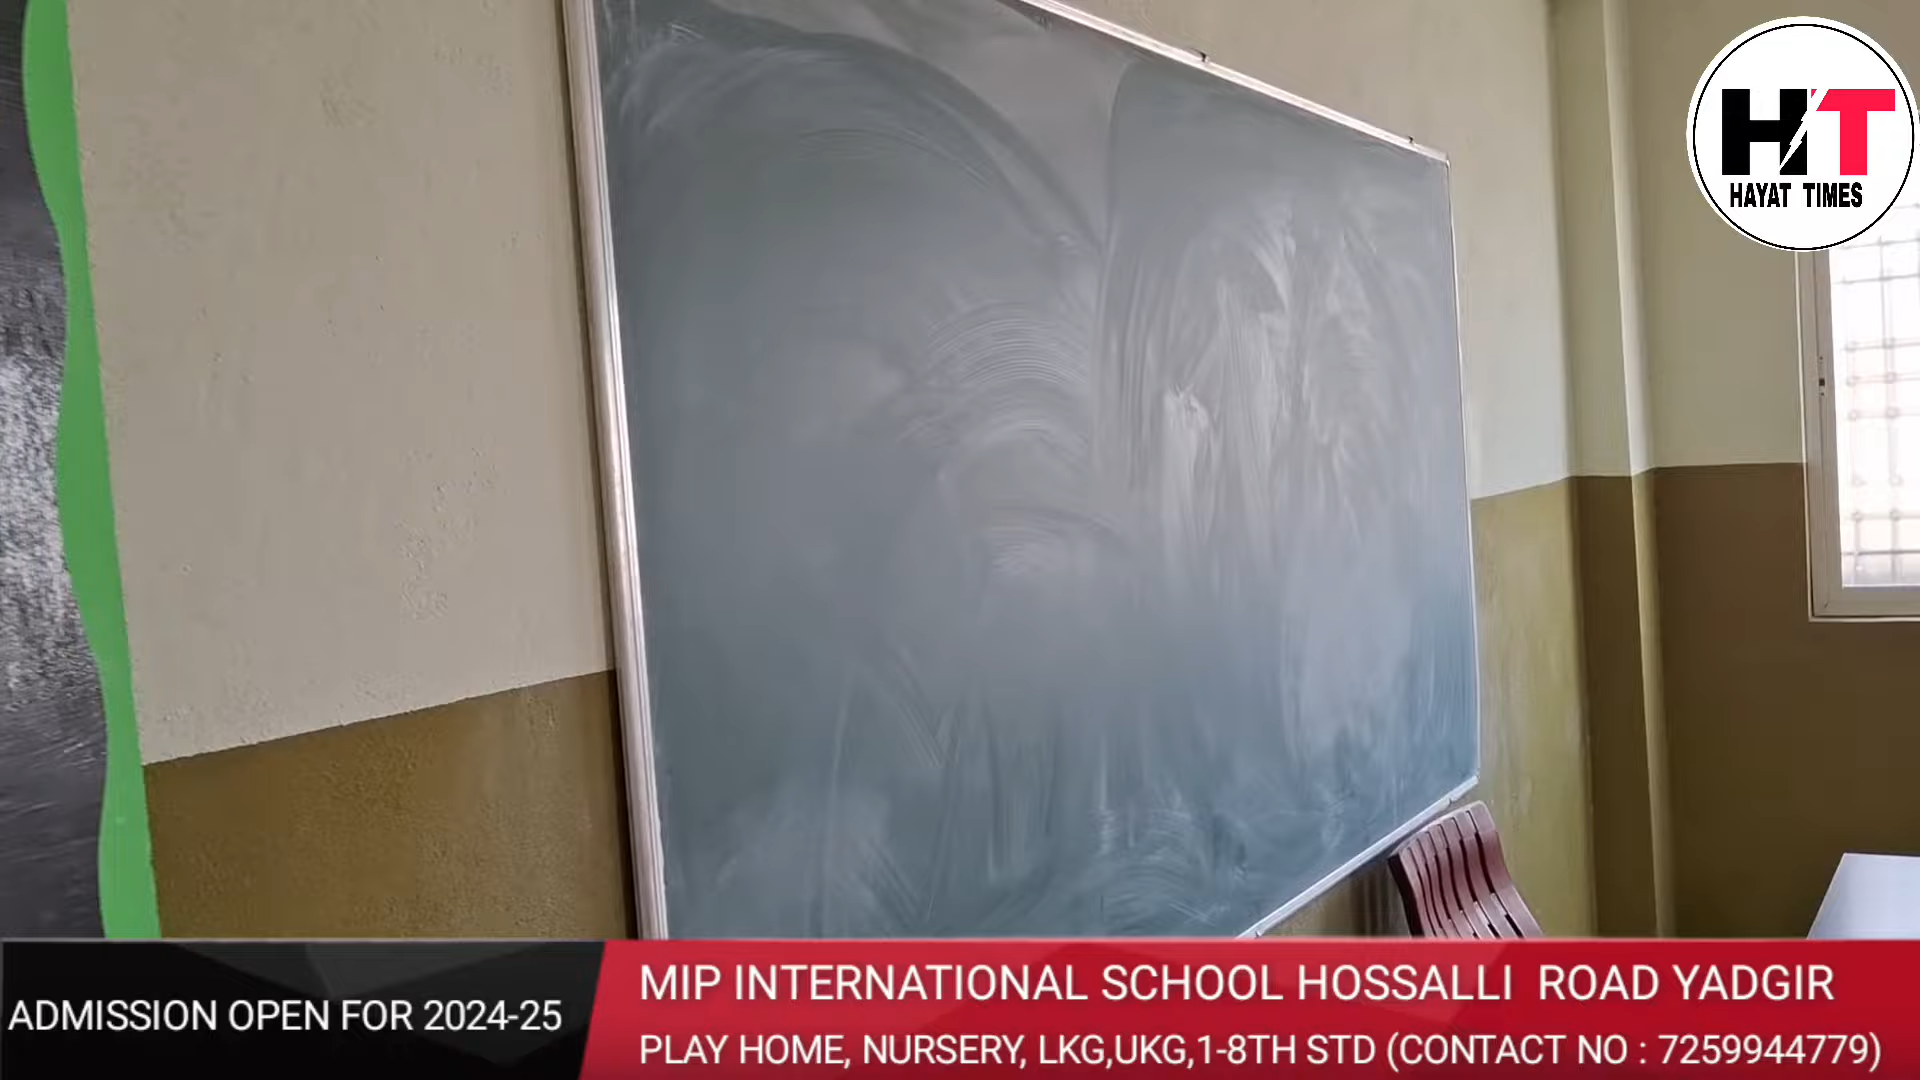 HT
HAYAT TIMES
ADMISSION OPEN FOR 2024-25
MIP INTERNATIONAL SCHOOL HOSSALLI ROAD YADGIR
PLAY HOME, NURSERY, LKG,UKG,1-8TH STD (CONTACT NO : 7259944779)